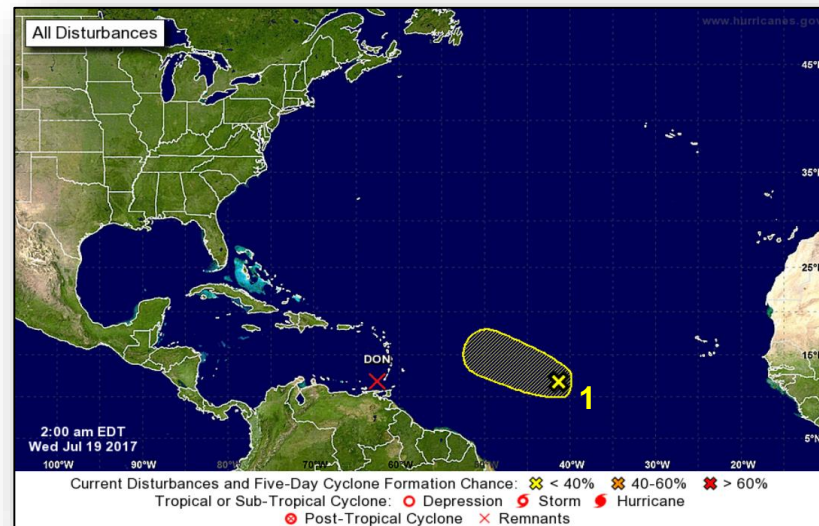 All Disturbances
www.hurricanes.gov
45°N
35°N
25°N
15°N
5°N
DON
1
2:00 am EDT
Wed Jul 19 2017
100°W 90°W 80°W 70°W 60°W 40°W 30°W 20°W
Current Disturbances and Five-Day Cyclone Formation Chance: < 40% 40-60% > 60%
Tropical or Sub-Tropical Cyclone: Depression Storm Hurricane
Post-Tropical Cyclone Remnants